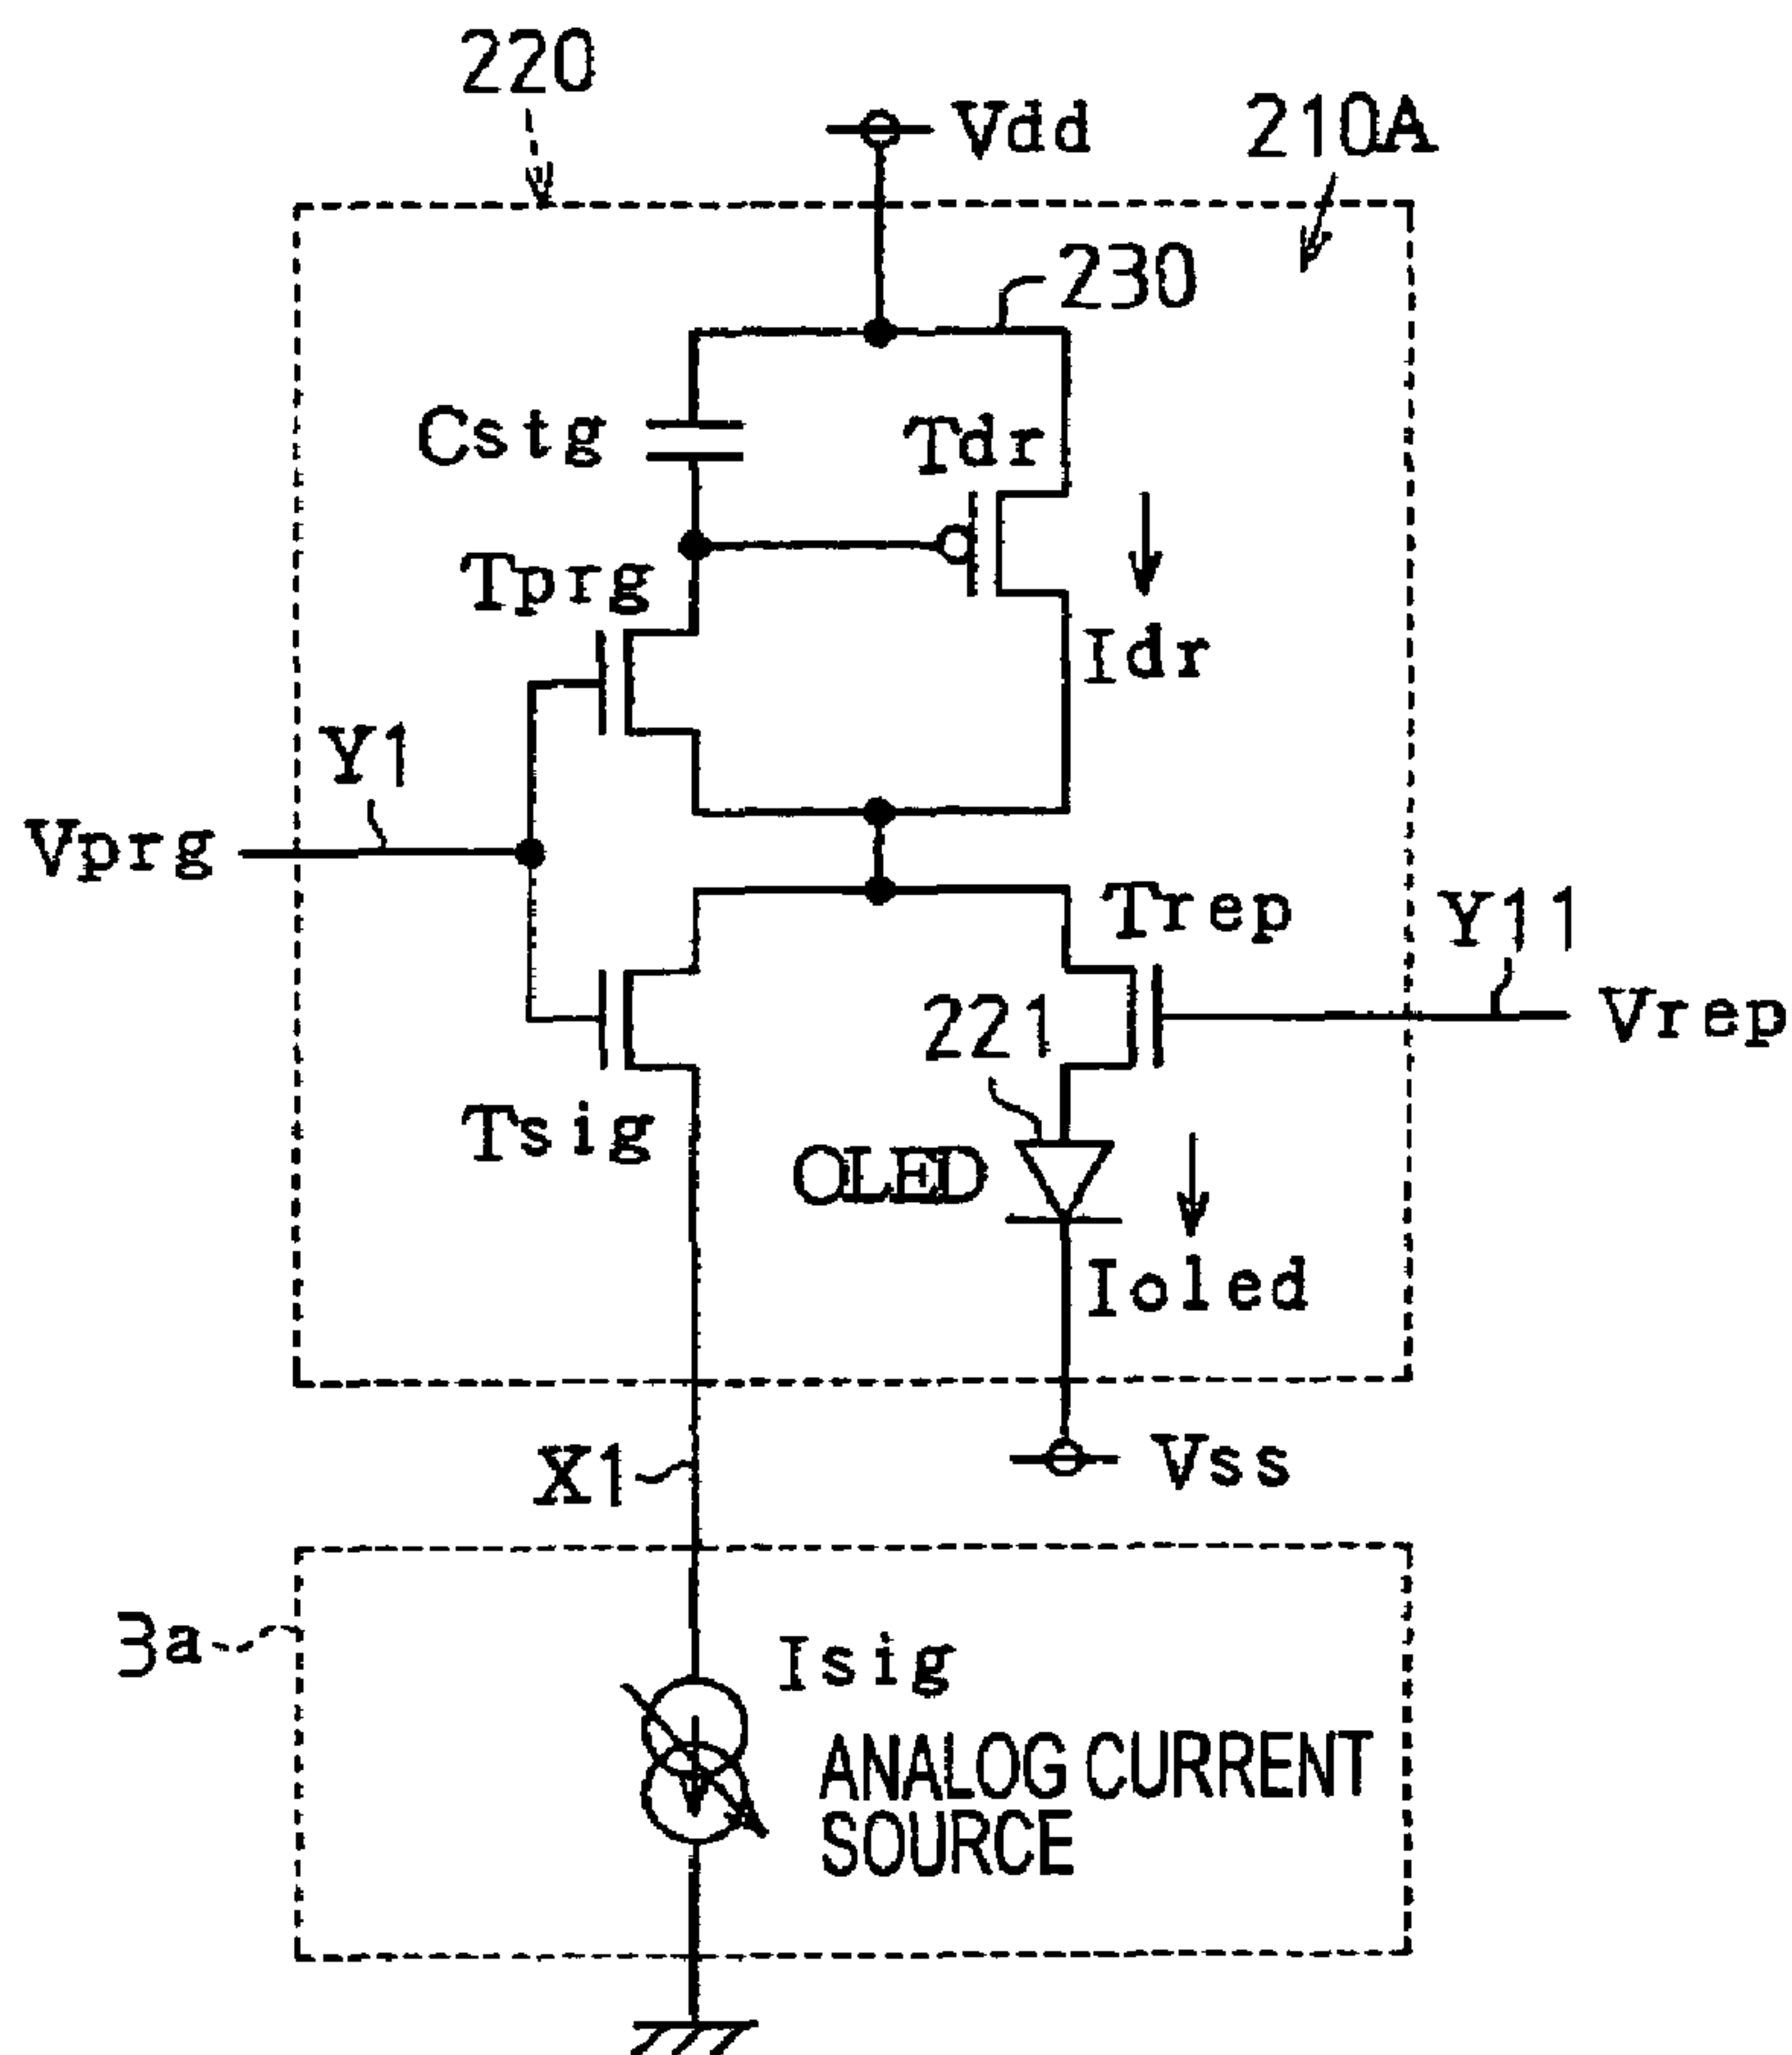 220
Vdd
210A
230
Cstg
Tdr
Tprg
Idr
Y1
Vprg
Trep
Y11
221
Vrep
Tsig
OLED
Ioled
X1
Vss
3a
Isig
ANALOG CURRENT
SOURCE